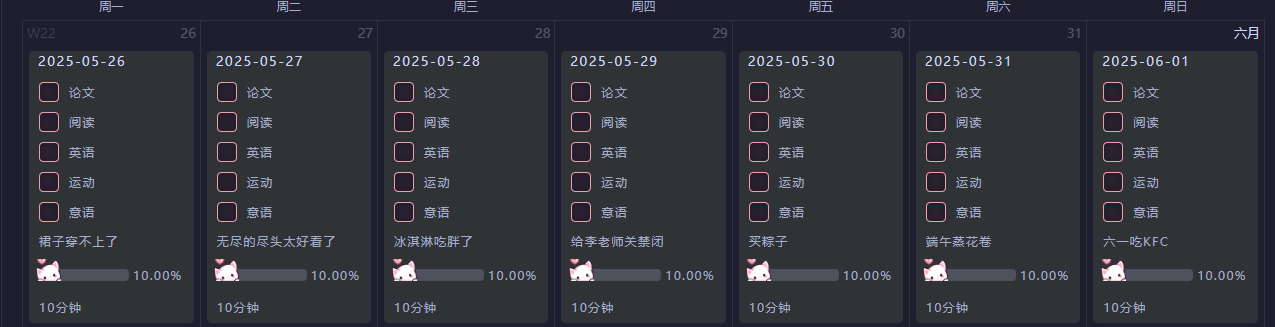 周一 周二 周三 周四 周五 周六 周日
W22 26 27 28 29 30 31 六月
2025-05-26
论文
阅读
英语
运动
意语
裙子穿不上了
10.00%
10分钟
2025-05-27
论文
阅读
英语
运动
意语
无尽的尽头太好看了
10.00%
10分钟
2025-05-28
论文
阅读
英语
运动
意语
冰淇淋吃胖了
10.00%
10分钟
2025-05-29
论文
阅读
英语
运动
意语
给李老师关禁闭
10.00%
10分钟
2025-05-30
论文
阅读
英语
运动
意语
买粽子
10.00%
10分钟
2025-05-31
论文
阅读
英语
运动
意语
端午蒸花卷
10.00%
10分钟
2025-06-01
论文
阅读
英语
运动
意语
六一吃KFC
10.00%
10分钟